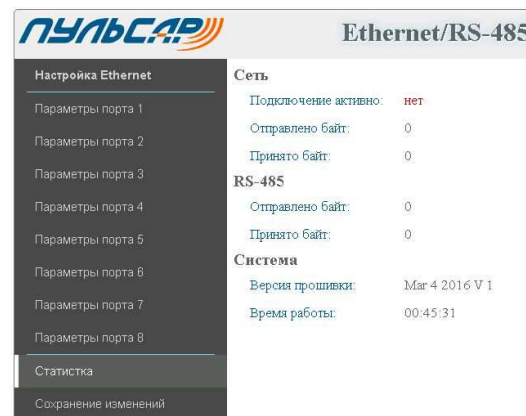 ПУЛЬСАР
Ethernet/RS-485
Настройка Ethernet
Параметры порта 1
Параметры порта 2
Параметры порта 3
Параметры порта 4
Параметры порта 5
Параметры порта 6
Параметры порта 7
Параметры порта 8
Статистка
Сохранение изменений
Сеть
Подключение активно: нет
Отправлено байт: 0
Принято байт: 0
RS-485
Отправлено байт: 0
Принято байт: 0
Система
Версия прошивки: Mar 4 2016 V 1
Время работы: 00:45:31